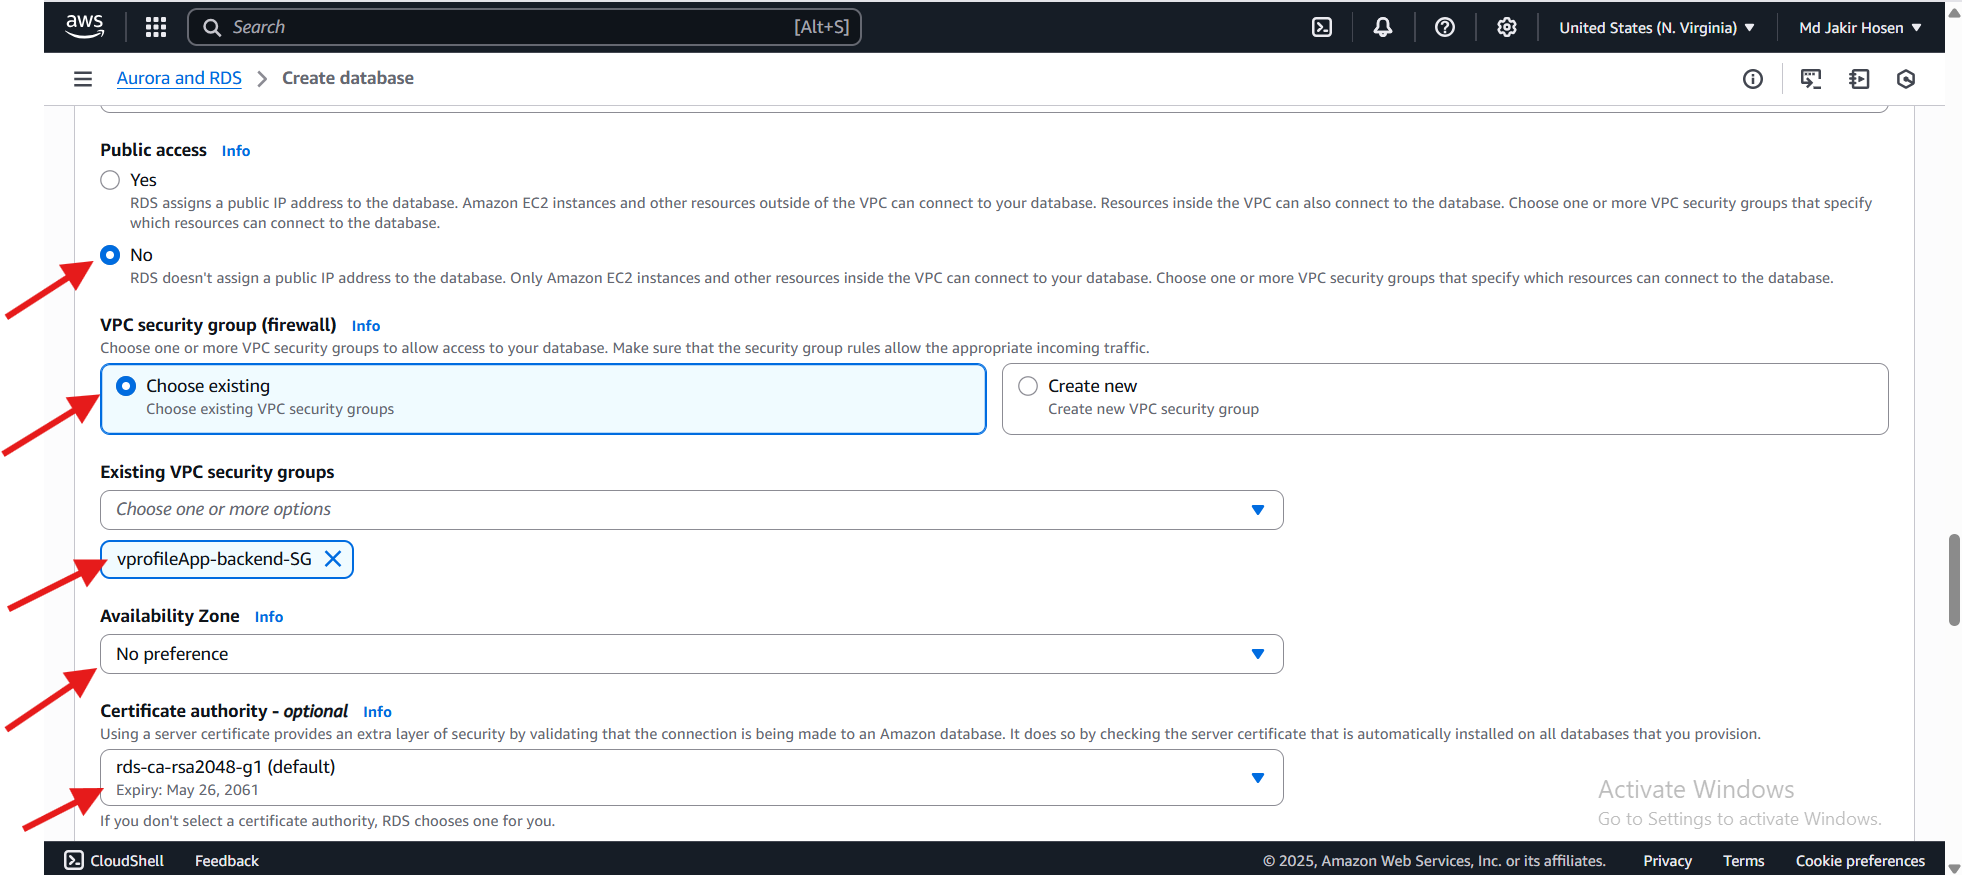 aws
Search [Alt+S]
United States (N. Virginia)
Md Jakir Hosen
Aurora and RDS
Create database
Public access Info
Yes
RDS assigns a public IP address to the database. Amazon EC2 instances and other resources outside of the VPC can connect to your database. Resources inside the VPC can also connect to the database. Choose one or more VPC security groups that specify
which resources can connect to the database.
No
RDS doesn't assign a public IP address to the database. Only Amazon EC2 instances and other resources inside the VPC can connect to your database. Choose one or more VPC security groups that specify which resources can connect to the database.
VPC security group (firewall) Info
Choose one or more VPC security groups to allow access to your database. Make sure that the security group rules allow the appropriate incoming traffic.
Choose existing
Choose existing VPC security groups
Create new
Create new VPC security group
Existing VPC security groups
Choose one or more options
vprofileApp-backend-SG
Availability Zone Info
No preference
Certificate authority - optional Info
Using a server certificate provides an extra layer of security by validating that the connection is being made to an Amazon database. It does so by checking the server certificate that is automatically installed on all databases that you provision.
rds-ca-rsa2048-g1 (default)
Expiry: May 26, 2061
If you don't select a certificate authority, RDS chooses one for you.
Activate Windows
Go to Settings to activate Windows.
CloudShell
Feedback
© 2025, Amazon Web Services, Inc. or its affiliates.
Privacy
Terms
Cookie preferences